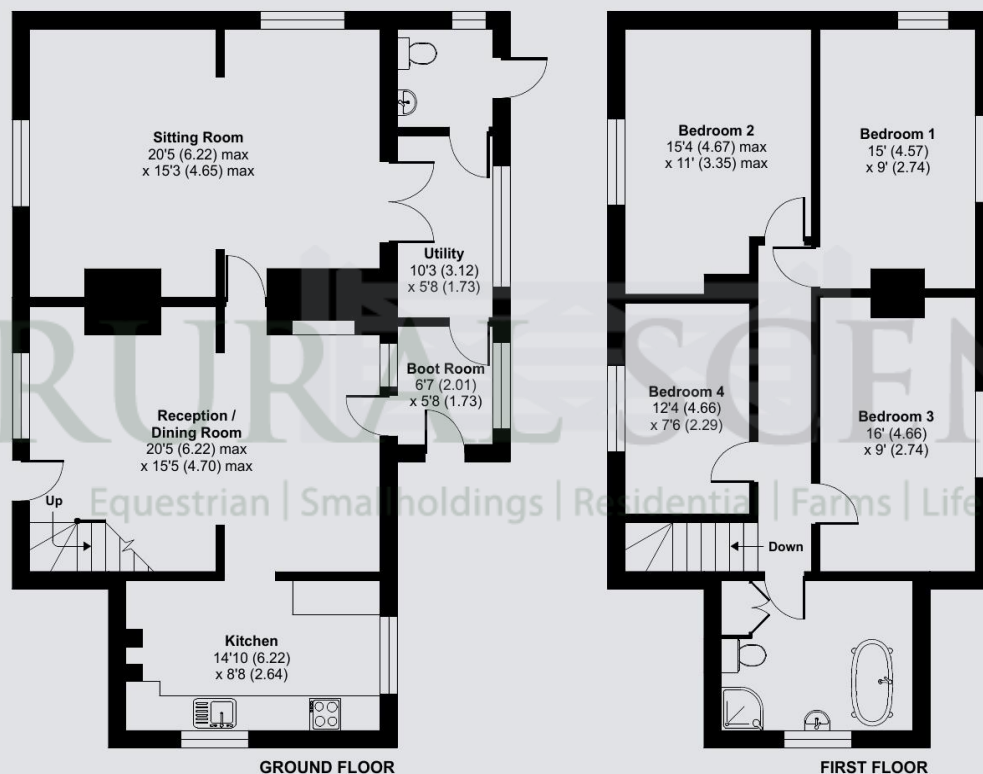 Sitting Room
20'5 (6.22) max
x 15'3 (4.65) max
Utility
10'3 (3.12)
x 5'8 (1.73)
Boot Room
6'7 (2.01)
x 5'8 (1.73)
Reception /
Dining Room
20'5 (6.22) max
x 15'5 (4.70) max
Up
Kitchen
14'10 (6.22)
x 8'8 (2.64)
GROUND FLOOR
Bedroom 2
15'4 (4.67) max
x 11' (3.35) max
Bedroom 1
15' (4.57)
x 9' (2.74)
Bedroom 4
12'4 (4.66)
x 7'6 (2.29)
Bedroom 3
16' (4.66)
x 9' (2.74)
Down
FIRST FLOOR
RURAL SCEN
Equestrian | Smallholdings | Residential | Farms | Life